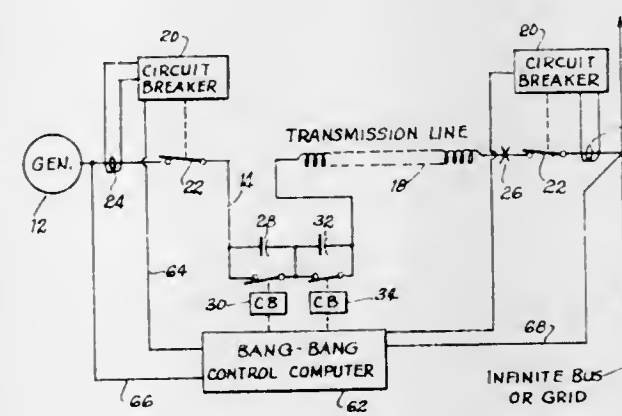 20
20
CIRCUIT
BREAKER
CIRCUIT
BREAKER
TRANSMISSION LINE
GEN.
24
22
14
18
26
22
12
28
32
64
30
CB
CB
34
68
BANG-BANG
CONTROL COMPUTER
INFINITE BUS
OR GRID
66
62